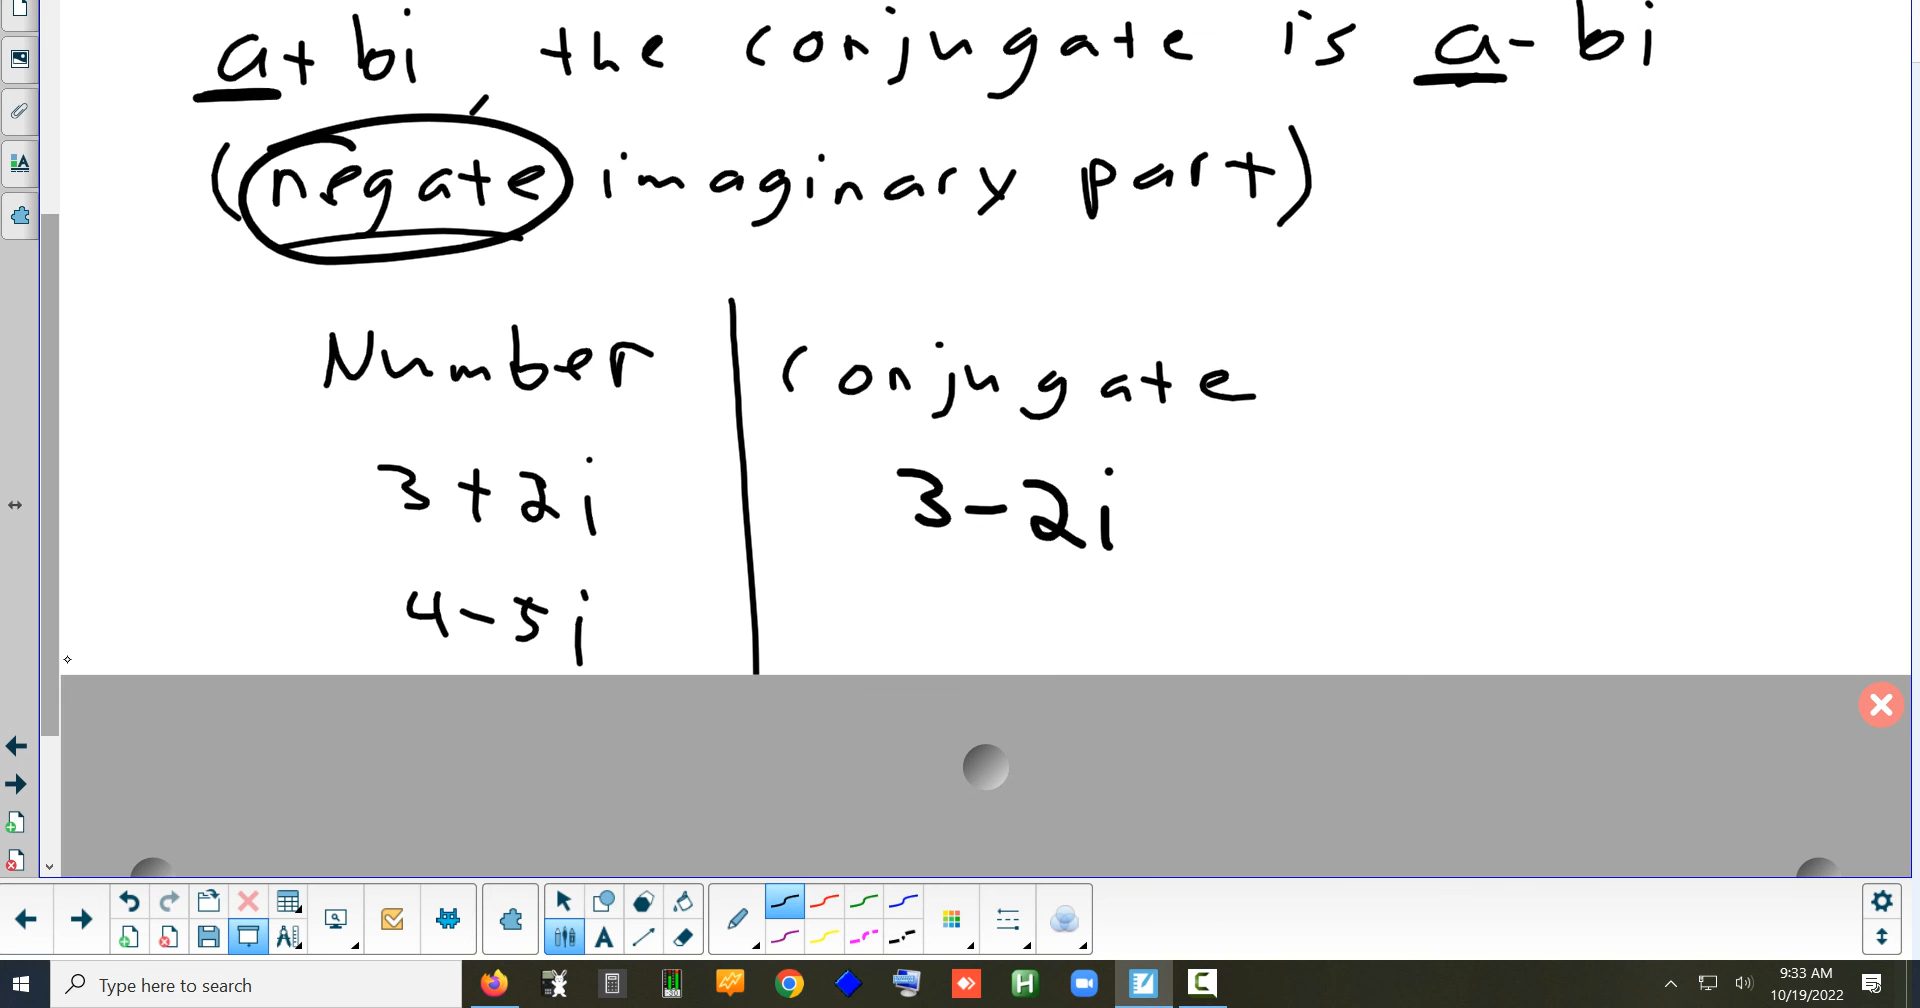 a + bi, the conjugate is a - bi
(negate imaginary part)
Number conjugate
3 + 2i 3 - 2i
4 - 5i
Type here to search
9:33 AM
10/19/2022